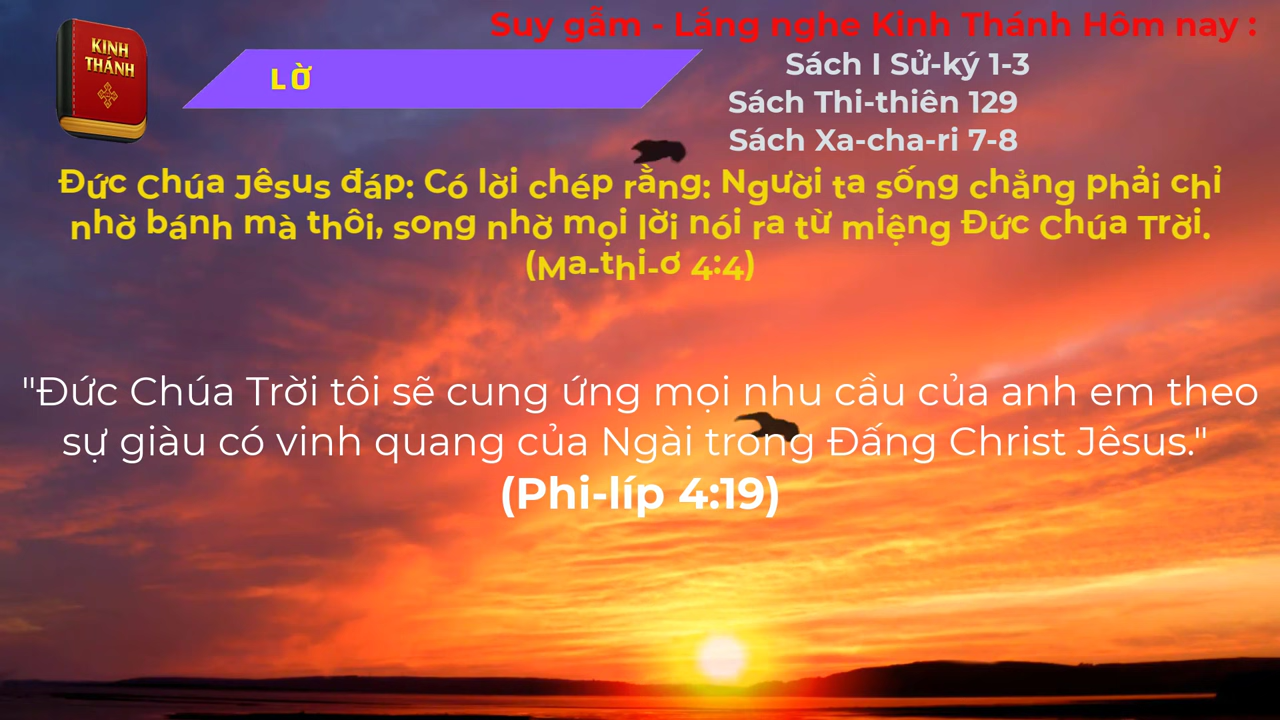 KINH
THÁNH
Suy gẫm - Lắng nghe Kinh Thánh Hôm nay :
LỜ
Sách I Sử-ký 1-3
Sách Thi-thiên 129
Sách Xa-cha-ri 7-8
Đức Chúa Jêsus đáp: Có lời chép rằng: Người ta sống chẳng phải chỉ
nhờ bánh mà thôi, song nhờ mọi lời nói ra từ miệng Đức Chúa Trời.
(Ma-thi-ơ 4:4)
"Đức Chúa Trời tôi sẽ cung ứng mọi nhu cầu của anh em theo
sự giàu có vinh quang của Ngài trong Đấng Christ Jêsus."
(Phi-líp 4:19)